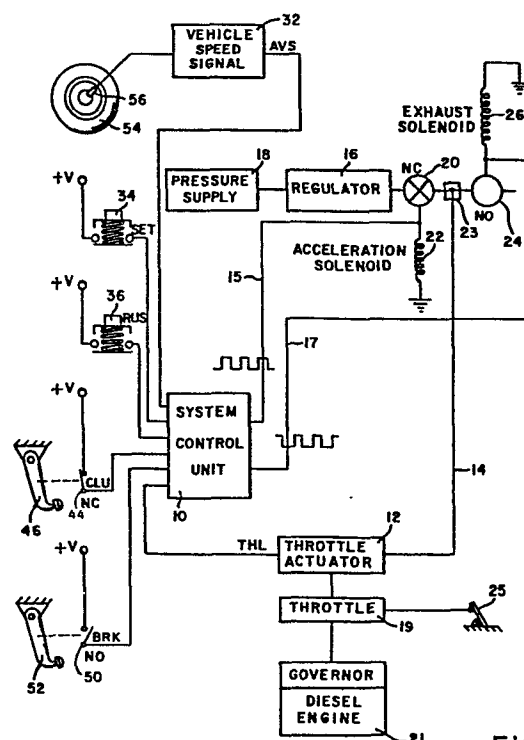 32
VEHICLE
SPEED
SIGNAL
AVS
56
54
EXHAUST
SOLENOID
26
+V
34
SET
18
PRESSURE
SUPPLY
16
REGULATOR
NC
20
23
NO
24
ACCELERATION
SOLENOID
22
+V
36
RUS
15
17
+V
SYSTEM
CONTROL
UNIT
10
CLU
NC
44
46
14
12
THL
THROTTLE
ACTUATOR
+V
25
THROTTLE
19
BRK
NO
50
52
GOVERNOR
DIESEL
ENGINE